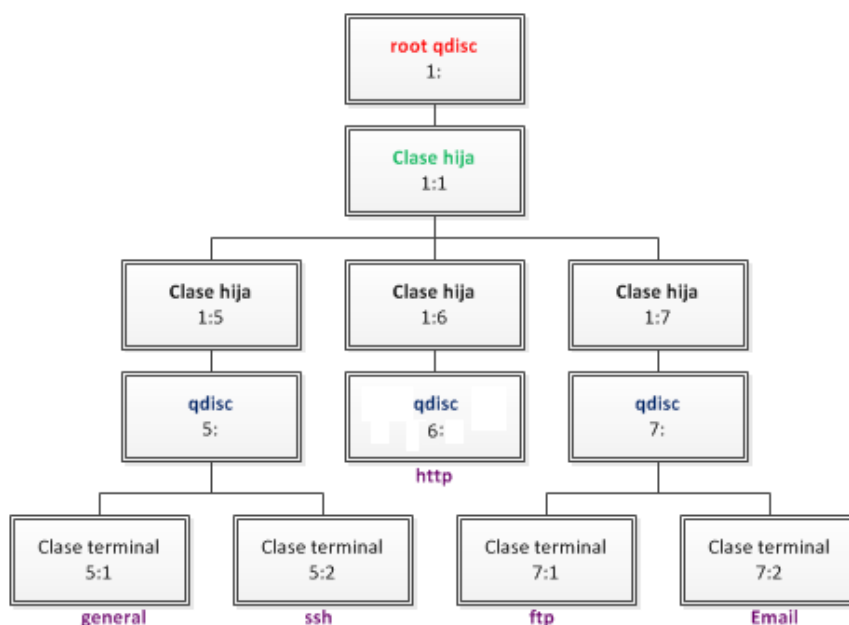 root qdisc
1:
Clase hija
1:1
Clase hija
1:5
Clase hija
1:6
Clase hija
1:7
qdisc
5:
qdisc
6:
qdisc
7:
http
Clase terminal
5:1
Clase terminal
5:2
Clase terminal
7:1
Clase terminal
7:2
general
ssh
ftp
Email